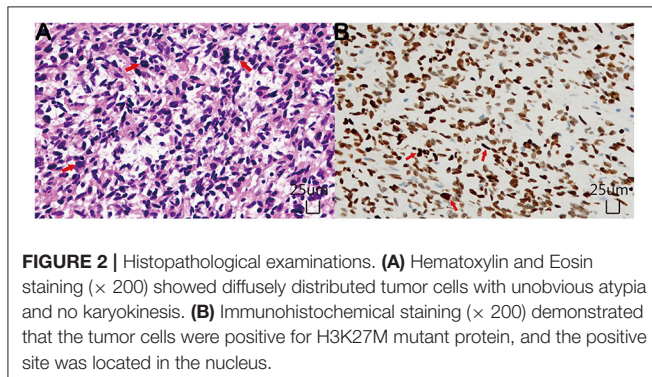 A
B
25um
25um
FIGURE 2 | Histopathological examinations. (A) Hematoxylin and Eosin
staining (× 200) showed diffusely distributed tumor cells with unobvious atypia
and no karyokinesis. (B) Immunohistochemical staining (× 200) demonstrated
that the tumor cells were positive for H3K27M mutant protein, and the positive
site was located in the nucleus.